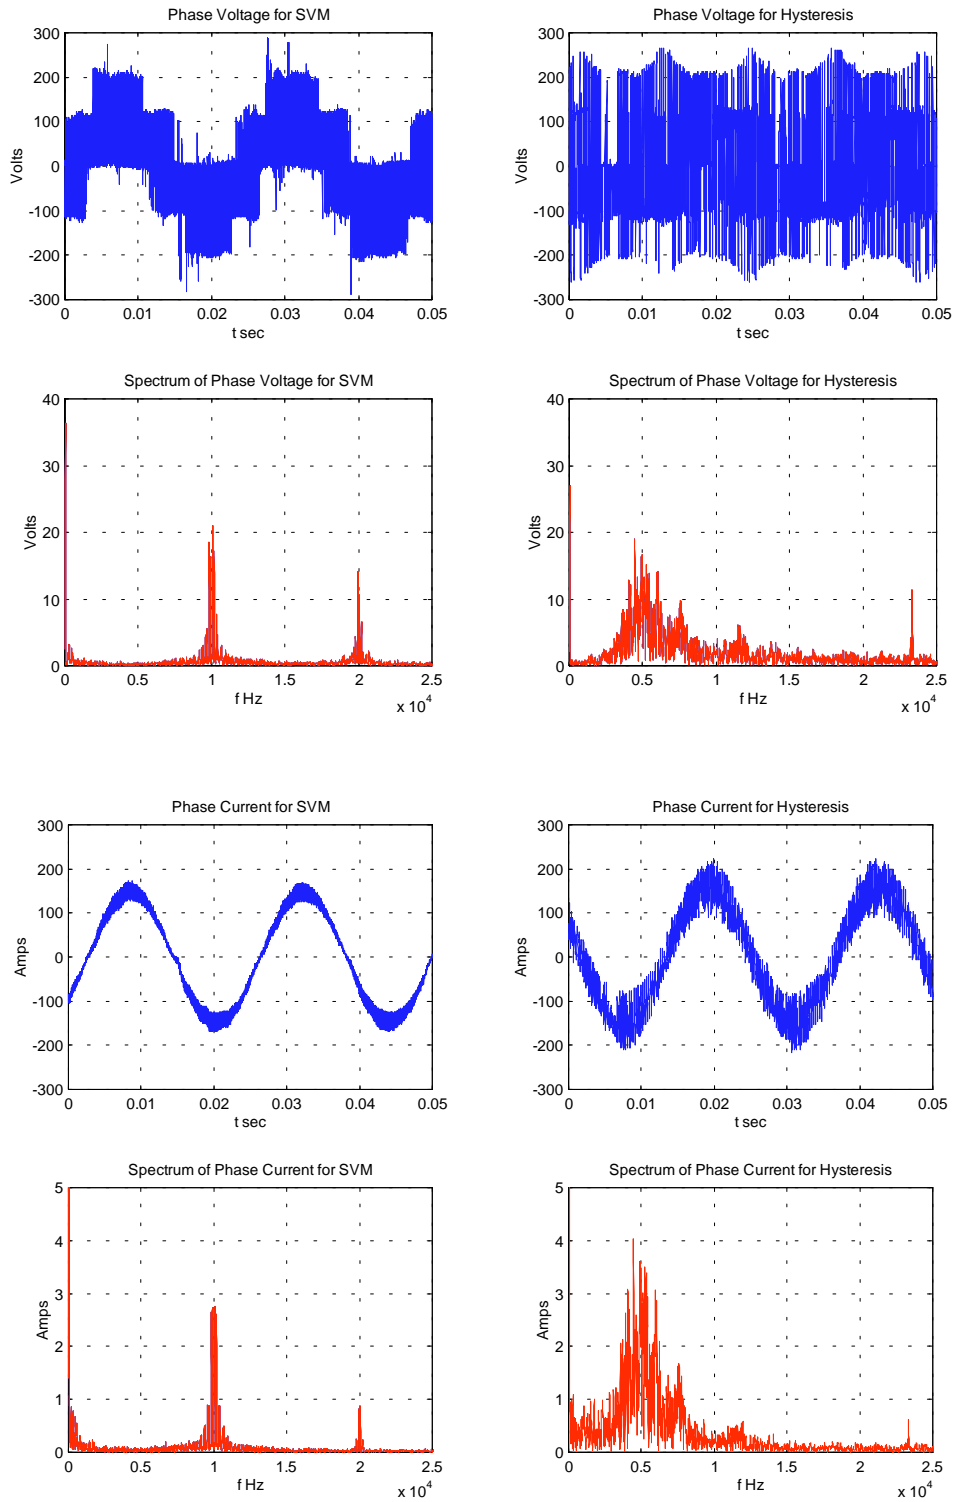 Phase Voltage for SVM
300
200
100
0
-100
-200
-300
Volts
0 0.01 0.02 0.03 0.04 0.05
t sec
Phase Voltage for Hysteresis
300
200
100
0
-100
-200
-300
Volts
0 0.01 0.02 0.03 0.04 0.05
t sec
Spectrum of Phase Voltage for SVM
40
30
20
10
0
Volts
0 0.5 1 1.5 2 2.5
f Hz
x 10^4
Spectrum of Phase Voltage for Hysteresis
40
30
20
10
0
Volts
0 0.5 1 1.5 2 2.5
f Hz
x 10^4
Phase Current for SVM
300
200
100
0
-100
-200
-300
Amps
0 0.01 0.02 0.03 0.04 0.05
t sec
Phase Current for Hysteresis
300
200
100
0
-100
-200
-300
Amps
0 0.01 0.02 0.03 0.04 0.05
t sec
Spectrum of Phase Current for SVM
5
4
3
2
1
0
Amps
0 0.5 1 1.5 2 2.5
f Hz
x 10^4
Spectrum of Phase Current for Hysteresis
5
4
3
2
1
0
Amps
0 0.5 1 1.5 2 2.5
f Hz
x 10^4